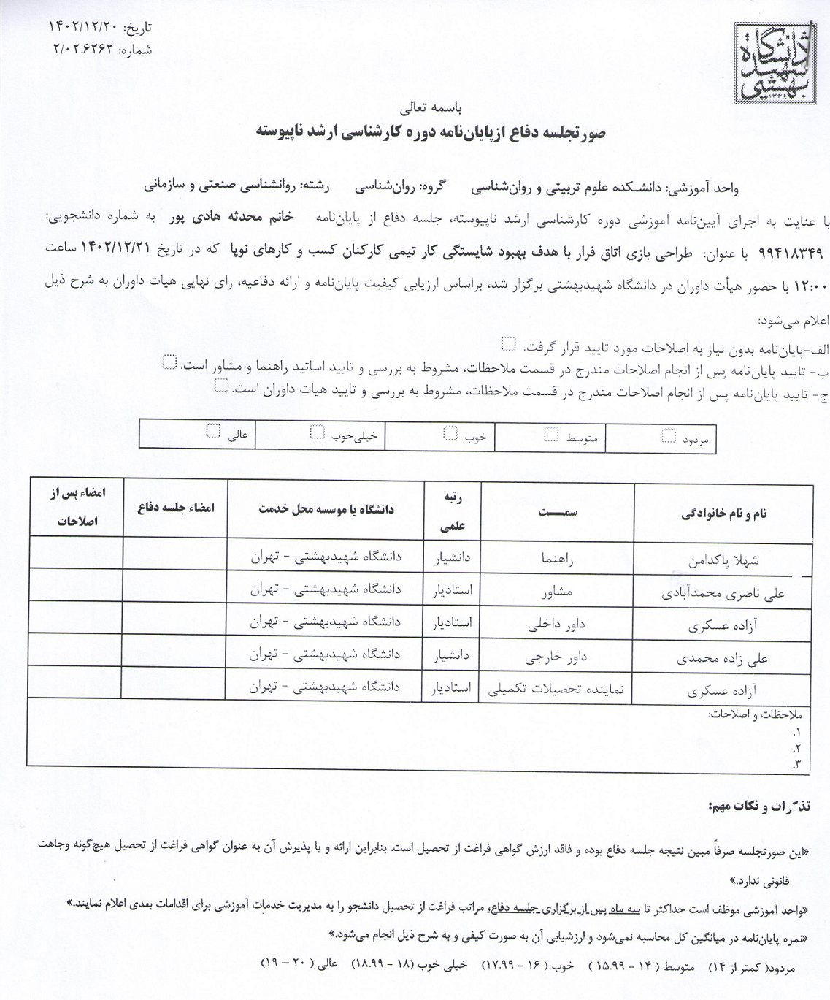 تاریخ: ۱۴۰۲/۱۲/۲۰
شماره: ۲/۰۲.۶۲۶۲
دانشگاه شهید بهشتی
۱۳۳۸
باسمه تعالی
صورتجلسه دفاع از پایان‌نامه دوره کارشناسی ارشد ناپیوسته
واحد آموزشی: دانشکده علوم تربیتی و روان‌شناسی گروه: روان‌شناسی رشته: روانشناسی صنعتی و سازمانی
با عنایت به اجرای آیین‌نامه آموزشی دوره کارشناسی ارشد ناپیوسته، جلسه دفاع از پایان‌نامه خانم محدثه هادی پور به شماره دانشجویی:
۹۹۴۱۸۳۴۹ با عنوان: طراحی بازی اتاق فرار با هدف بهبود شایستگی کار تیمی کارکنان کسب و کارهای نوپا که در تاریخ ۱۴۰۲/۱۲/۲۱ ساعت
۱۲:۰۰ با حضور هیأت داوران در دانشگاه شهیدبهشتی برگزار شد، براساس ارزیابی کیفیت پایان‌نامه و ارائه دفاعیه، رای نهایی هیات داوران به شرح ذیل
اعلام می‌شود:
الف-پایان‌نامه بدون نیاز به اصلاحات مورد تایید قرار گرفت.
ب- تایید پایان‌نامه پس از انجام اصلاحات مندرج در قسمت ملاحظات، مشروط به بررسی و تایید اساتید راهنما و مشاور است.
ج- تایید پایان‌نامه پس از انجام اصلاحات مندرج در قسمت ملاحظات، مشروط به بررسی و تایید هیات داوران است.
مردود متوسط خوب خیلی‌خوب عالی
نام و نام خانوادگی سمت رتبه علمی دانشگاه یا موسسه محل خدمت امضاء جلسه دفاع امضاء پس از اصلاحات
شهلا پاکدامن راهنما دانشیار دانشگاه شهیدبهشتی - تهران
علی ناصری محمدآبادی مشاور استادیار دانشگاه شهیدبهشتی - تهران
آزاده عسکری داور داخلی استادیار دانشگاه شهیدبهشتی - تهران
علی زاده محمدی داور خارجی دانشیار دانشگاه شهیدبهشتی - تهران
آزاده عسکری نماینده تحصیلات تکمیلی استادیار دانشگاه شهیدبهشتی - تهران
ملاحظات و اصلاحات:
۱.
۲.
۳.
تذکرات و نکات مهم:
«این صورتجلسه صرفاً مبین نتیجه جلسه دفاع بوده و فاقد ارزش گواهی فراغت از تحصیل است. بنابراین ارائه و یا پذیرش آن به عنوان گواهی فراغت از تحصیل هیچ‌گونه وجاهت
قانونی ندارد.»
«واحد آموزشی موظف است حداکثر تا سه ماه پس از برگزاری جلسه دفاع، مراتب فراغت از تحصیل دانشجو را به مدیریت خدمات آموزشی برای اقدامات بعدی اعلام نمایند.»
«نمره پایان‌نامه در میانگین کل محاسبه نمی‌شود و ارزشیابی آن به صورت کیفی و به شرح ذیل انجام می‌شود.»
مردود( کمتر از ۱۴) متوسط ( ۱۴ - ۱۵.۹۹ ) خوب ( ۱۶ - ۱۷.۹۹) خیلی خوب (۱۸ - ۱۸.۹۹) عالی ( ۲۰ – ۱۹)